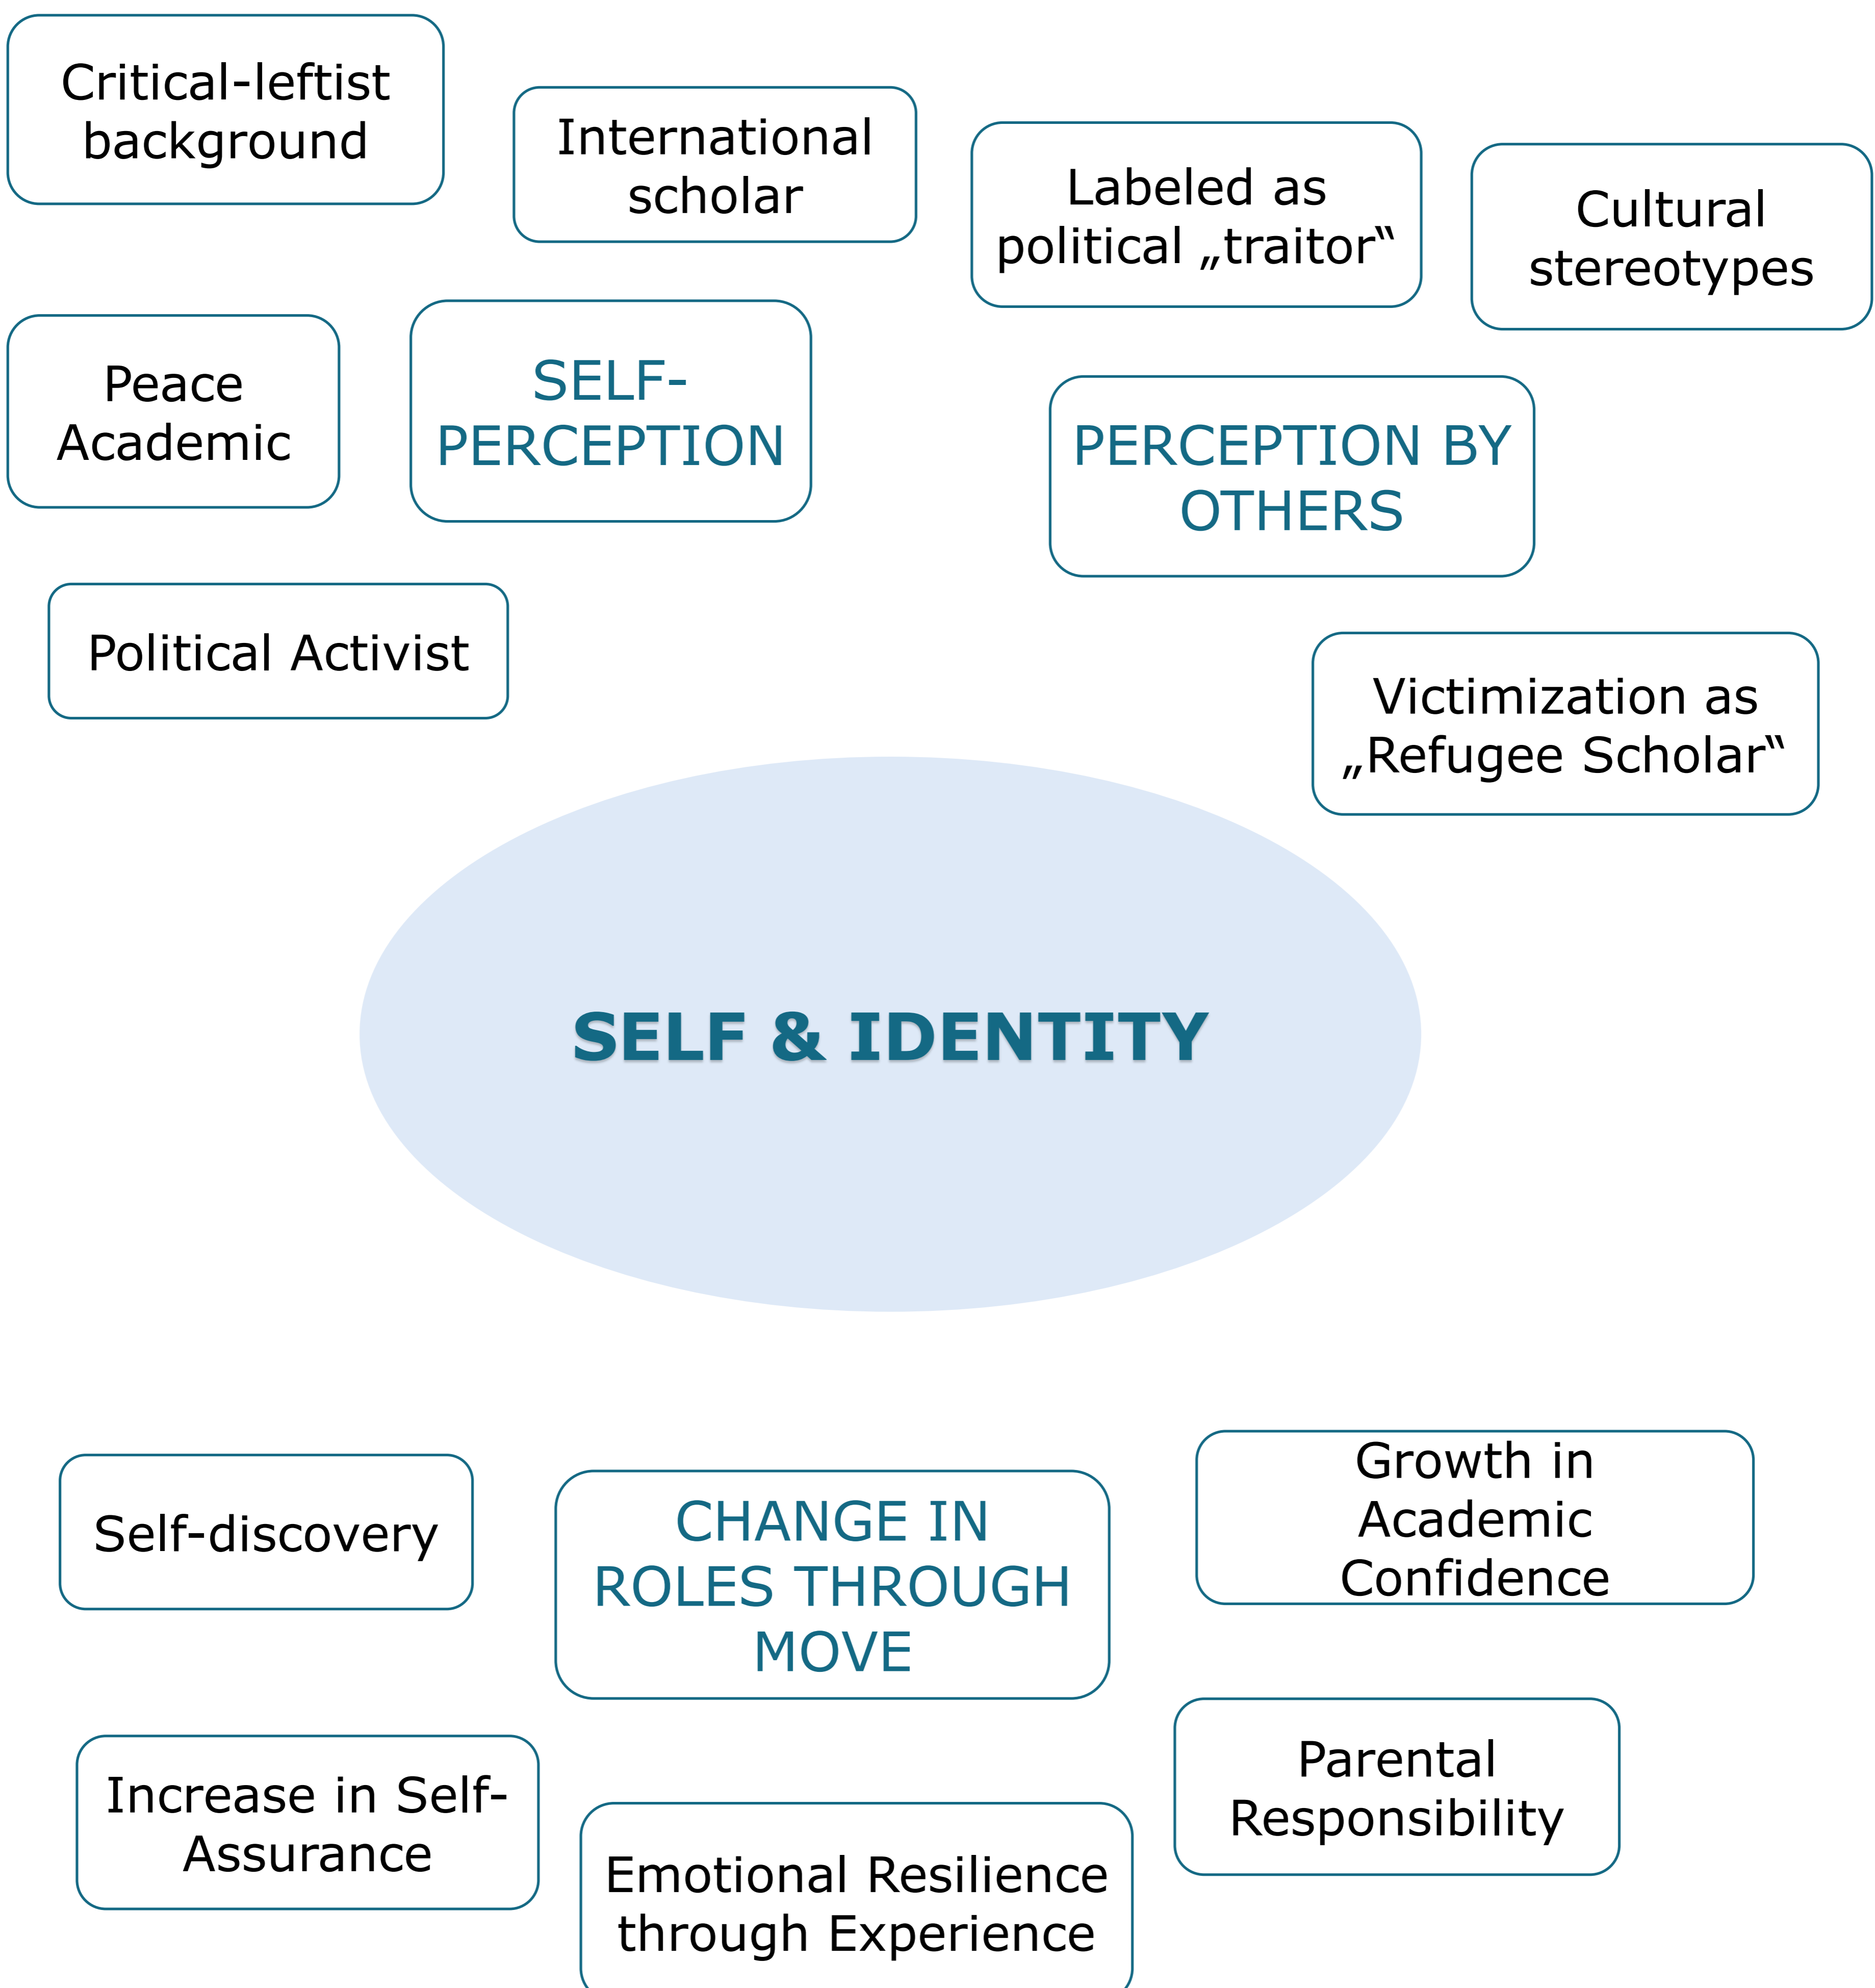 Critical-leftist
background
International
scholar
Labeled as
political „traitor“
Cultural
stereotypes
Peace
Academic
SELF-
PERCEPTION
PERCEPTION BY
OTHERS
Political Activist
Victimization as
„Refugee Scholar“
SELF & IDENTITY
Self-discovery
CHANGE IN
ROLES THROUGH
MOVE
Growth in
Academic
Confidence
Increase in Self-
Assurance
Emotional Resilience
through Experience
Parental
Responsibility